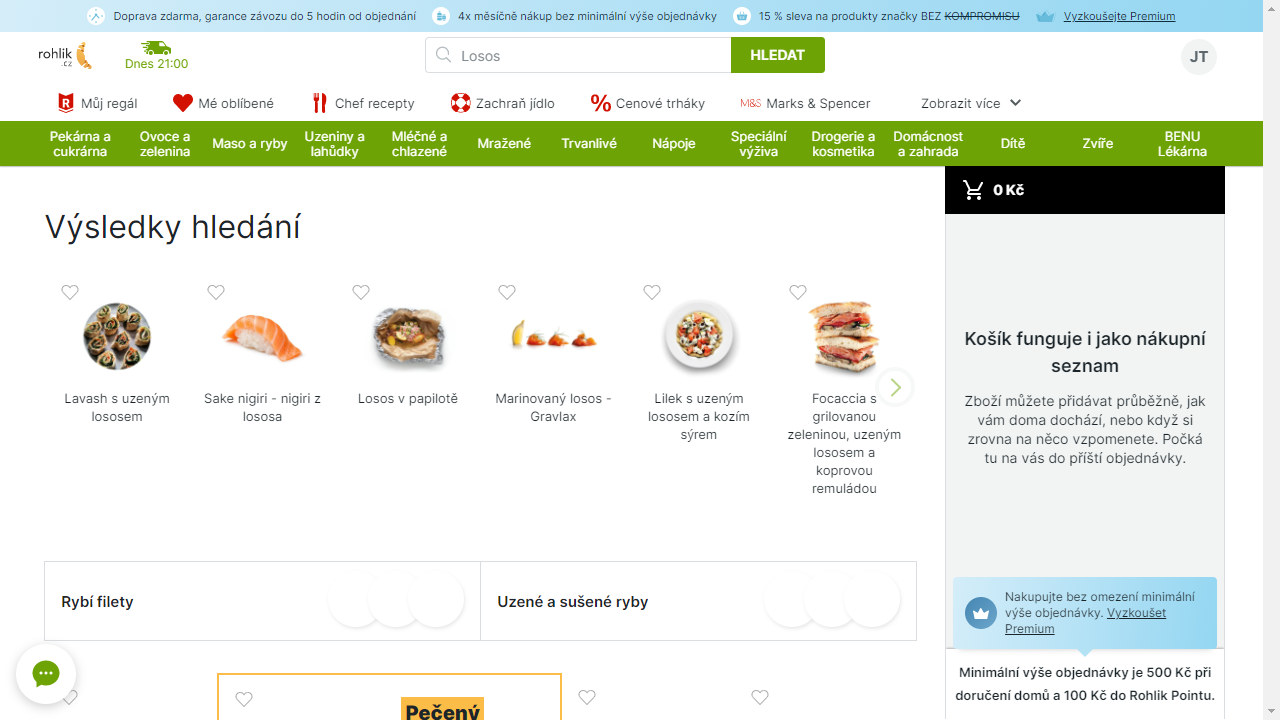 Doprava zdarma, garance závozu do 5 hodin od objednání
4x měsíčně nákup bez minimální výše objednávky
15 % sleva na produkty značky BEZ KOMPROMISU
Vyzkoušejte Premium
rohlik
.cz
Dnes 21:00
Losos
HLEDAT
JT
Můj regál
Mé oblíbené
Chef recepty
Zachraň jídlo
Cenové trháky
M&S Marks & Spencer
Zobrazit více
Pekárna a
cukrárna
Ovoce a
zelenina
Maso a ryby
Uzeniny a
lahůdky
Mléčné a
chlazené
Mražené
Trvanlivé
Nápoje
Speciální
výživa
Drogerie a
kosmetika
Domácnost
a zahrada
Dítě
Zvíře
BENU
Lékárna
0 Kč
Výsledky hledání
Lavash s uzeným
lososem
Sake nigiri - nigiri z
lososa
Losos v papilotě
Marinovaný losos -
Gravlax
Lilek s uzeným
lososem a kozím
sýrem
Focaccia s
grilovanou
zeleninou, uzeným
lososem a
koprovou
remuládou
Košík funguje i jako nákupní
seznam
Zboží můžete přidávat průběžně, jak
vám doma dochází, nebo když si
zrovna na něco vzpomenete. Počká
tu na vás do příští objednávky.
Rybí filety
Uzené a sušené ryby
Nakupujte bez omezení minimální
výše objednávky. Vyzkoušet
Premium
Minimální výše objednávky je 500 Kč při
doručení domů a 100 Kč do Rohlik Pointu.
Pečený